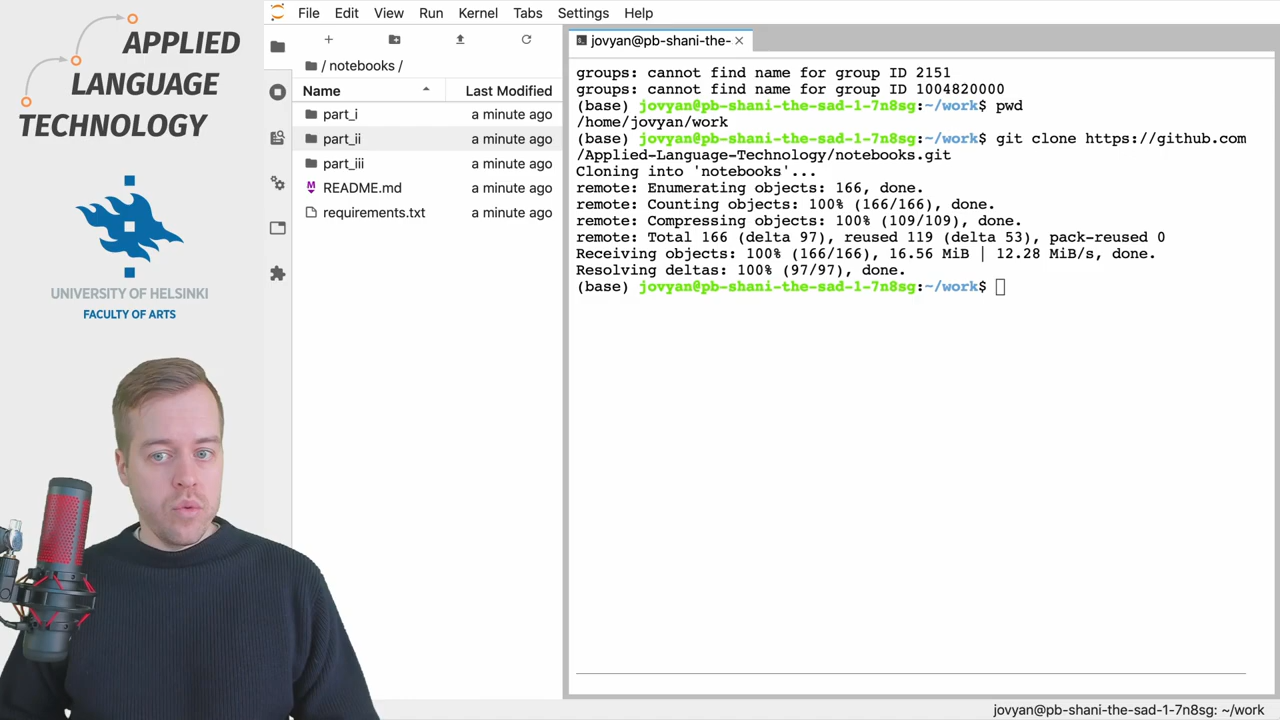 APPLIED
LANGUAGE
TECHNOLOGY
UNIVERSITY OF HELSINKI
FACULTY OF ARTS
File Edit View Run Kernel Tabs Settings Help
/ notebooks /
Name Last Modified
part_i a minute ago
part_ii a minute ago
part_iii a minute ago
README.md a minute ago
requirements.txt a minute ago
jovyan@pb-shani-the-
groups: cannot find name for group ID 2151
groups: cannot find name for group ID 1004820000
(base) jovyan@pb-shani-the-sad-1-7n8sg:~/work$ pwd
/home/jovyan/work
(base) jovyan@pb-shani-the-sad-1-7n8sg:~/work$ git clone https://github.com
/Applied-Language-Technology/notebooks.git
Cloning into 'notebooks'...
remote: Enumerating objects: 166, done.
remote: Counting objects: 100% (166/166), done.
remote: Compressing objects: 100% (109/109), done.
remote: Total 166 (delta 97), reused 119 (delta 53), pack-reused 0
Receiving objects: 100% (166/166), 16.56 MiB | 12.28 MiB/s, done.
Resolving deltas: 100% (97/97), done.
(base) jovyan@pb-shani-the-sad-1-7n8sg:~/work$
jovyan@pb-shani-the-sad-1-7n8sg: ~/work